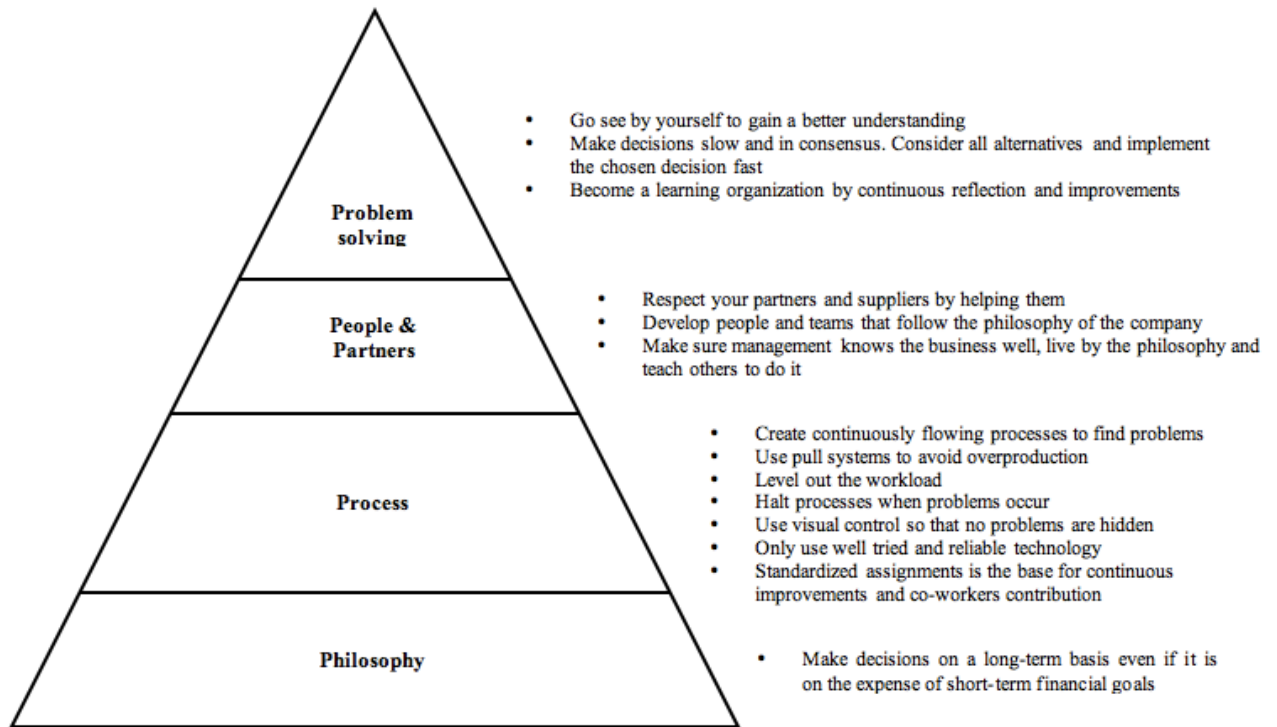 • Go see by yourself to gain a better understanding
• Make decisions slow and in consensus. Consider all alternatives and implement
the chosen decision fast
• Become a learning organization by continuous reflection and improvements
Problem
solving
• Respect your partners and suppliers by helping them
• Develop people and teams that follow the philosophy of the company
• Make sure management knows the business well, live by the philosophy and
teach others to do it
People &
Partners
• Create continuously flowing processes to find problems
• Use pull systems to avoid overproduction
• Level out the workload
• Halt processes when problems occur
• Use visual control so that no problems are hidden
• Only use well tried and reliable technology
• Standardized assignments is the base for continuous
improvements and co-workers contribution
Process
Philosophy
• Make decisions on a long-term basis even if it is
on the expense of short-term financial goals